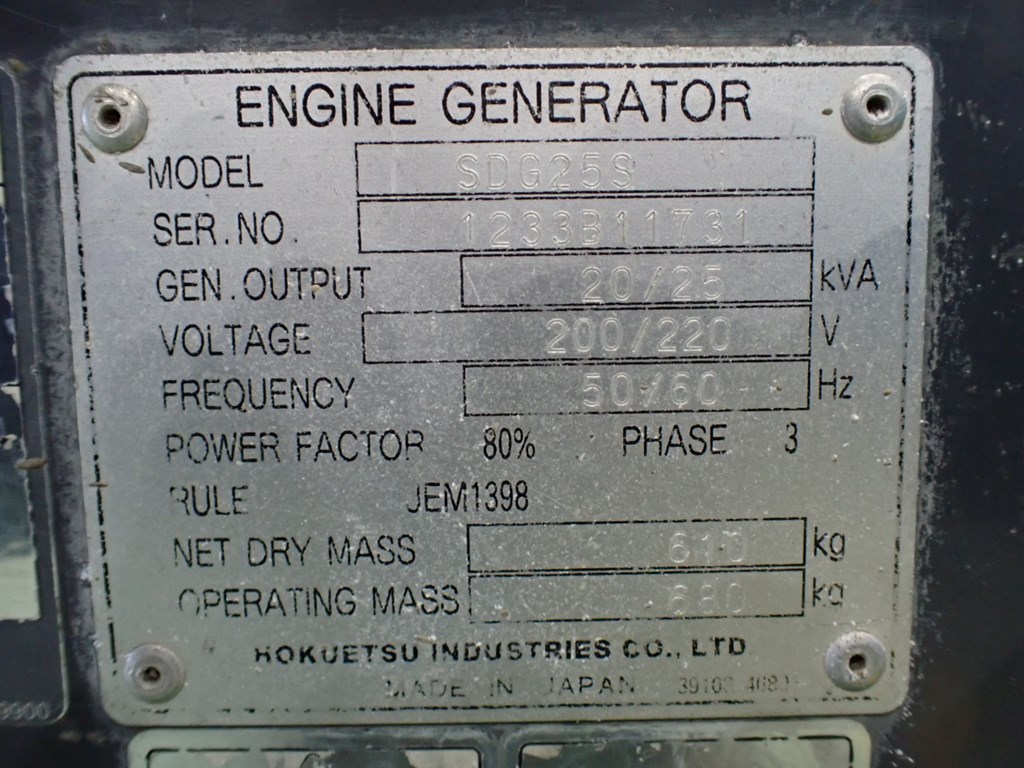 ENGINE GENERATOR
MODEL SDG25S
SER.NO. 1233B11731
GEN.OUTPUT 20/25 kVA
VOLTAGE 200/220 V
FREQUENCY 50/60 Hz
POWER FACTOR 80% PHASE 3
RULE JEM1398
NET DRY MASS 610 kg
OPERATING MASS 680 kg
HOKUETSU INDUSTRIES CO., LTD
MADE IN JAPAN
9900